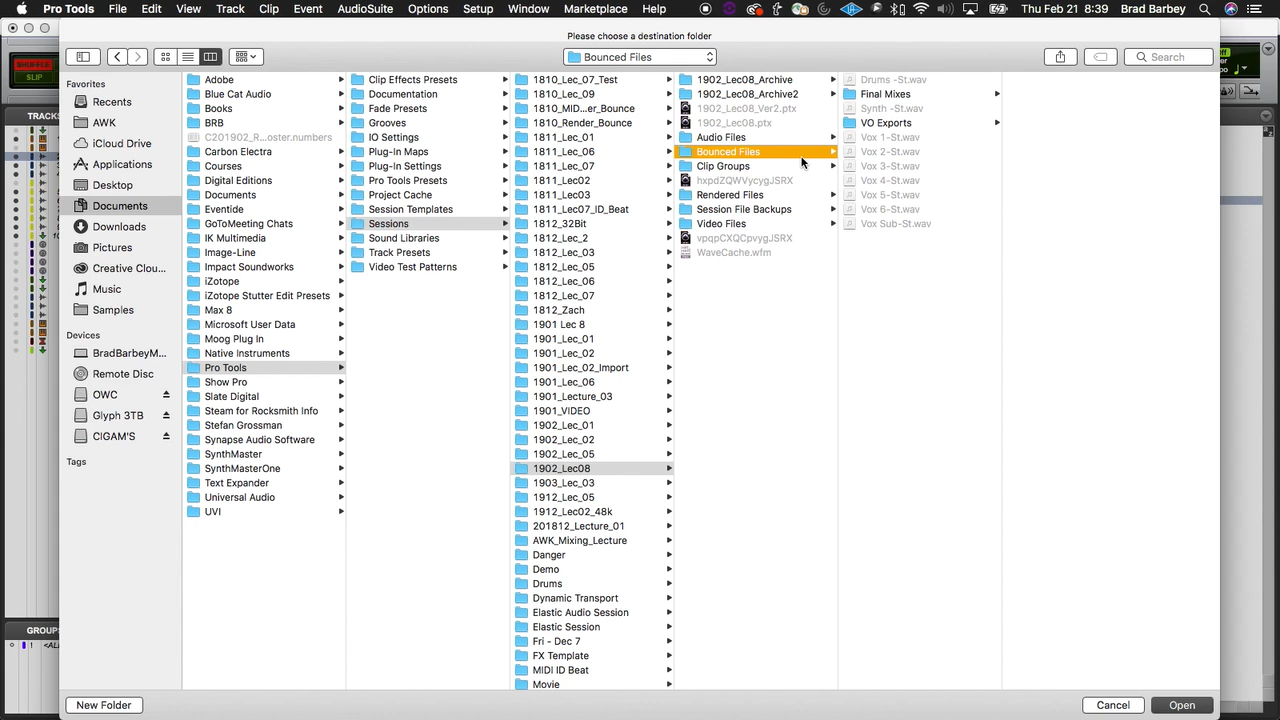 Pro Tools File Edit View Track Clip Event AudioSuite Options Setup Window Marketplace Help Thu Feb 21 8:39 Brad Barbey
Please choose a destination folder
Bounced Files
Search
SHUFFLE
SLIP
TRACKS
GROUPS
Favorites
Recents
AWK
iCloud Drive
Applications
Desktop
Documents
Downloads
Pictures
Creative Clou...
Music
Samples
Devices
BradBarbeyM...
Remote Disc
OWC
Glyph 3TB
CIGAM'S
Tags
Adobe
Blue Cat Audio
Books
BRB
C201902_R...oster.numbers
Carbon Electra
Courses
Digital Editions
Documents
Eventide
GoToMeeting Chats
IK Multimedia
Image-Line
Impact Soundworks
iZotope
iZotope Stutter Edit Presets
Max 8
Microsoft User Data
Moog Plug In
Native Instruments
Pro Tools
Show Pro
Slate Digital
Steam for Rocksmith Info
Stefan Grossman
Synapse Audio Software
SynthMaster
SynthMasterOne
Text Expander
Universal Audio
UVI
Clip Effects Presets
Documentation
Fade Presets
Grooves
IO Settings
Plug-In Maps
Plug-In Settings
Pro Tools Presets
Project Cache
Session Templates
Sessions
Sound Libraries
Track Presets
Video Test Patterns
1810_Lec_07_Test
1810_Lec_09
1810_MID...er_Bounce
1810_Render_Bounce
1811_Lec_01
1811_Lec_06
1811_Lec_07
1811_Lec02
1811_Lec03
1811_Lec07_ID_Beat
1812_32Bit
1812_Lec_2
1812_Lec_03
1812_Lec_05
1812_Lec_06
1812_Lec_07
1812_Zach
1901 Lec 8
1901_Lec_01
1901_Lec_02
1901_Lec_02_Import
1901_Lec_06
1901_Lecture_03
1901_VIDEO
1902_Lec_01
1902_Lec_02
1902_Lec_05
1902_Lec08
1903_Lec_03
1912_Lec_05
1912_Lec02_48k
201812_Lecture_01
AWK_Mixing_Lecture
Danger
Demo
Drums
Dynamic Transport
Elastic Audio Session
Elastic Session
Fri - Dec 7
FX Template
MIDI ID Beat
Movie
1902_Lec08_Archive
1902_Lec08_Archive2
1902_Lec08_Ver2.ptx
1902_Lec08.ptx
Audio Files
Bounced Files
Clip Groups
hxpdZQWVycygJSRX
Rendered Files
Session File Backups
Video Files
vpqpCXQCpvygJSRX
WaveCache.wfm
Drums -St.wav
Final Mixes
Synth -St.wav
VO Exports
Vox 1-St.wav
Vox 2-St.wav
Vox 3-St.wav
Vox 4-St.wav
Vox 5-St.wav
Vox 6-St.wav
Vox Sub-St.wav
New Folder
Cancel
Open